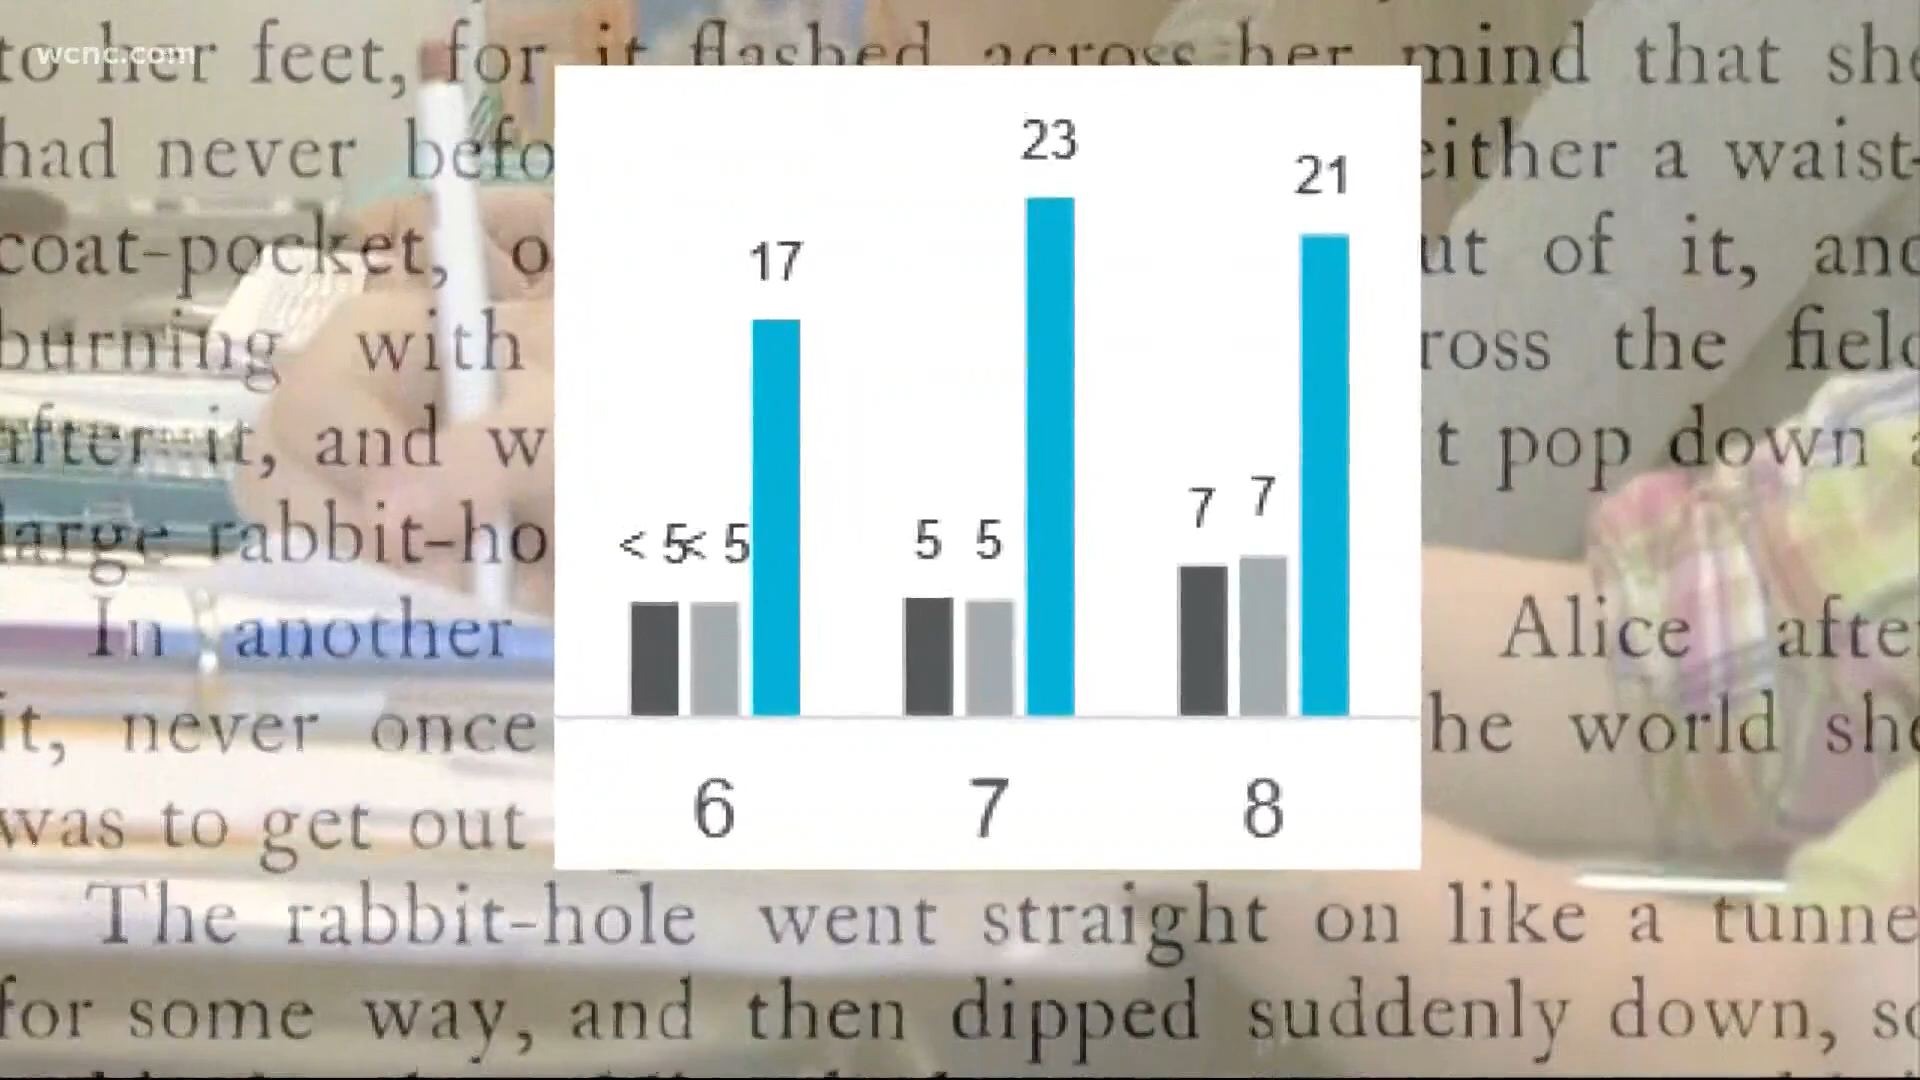 wcnc.com
to her feet, for it flashed across her mind that she
had never befo either a waist-
coat-pocket, o ut of it, and
burning with ross the field
after it, and w t pop down a
large rabbit-ho
In another Alice after
it, never once he world she
was to get out
The rabbit-hole went straight on like a tunne
for some way, and then dipped suddenly down, so
23
21
17
7 7
< 5 < 5 5 5
6 7 8